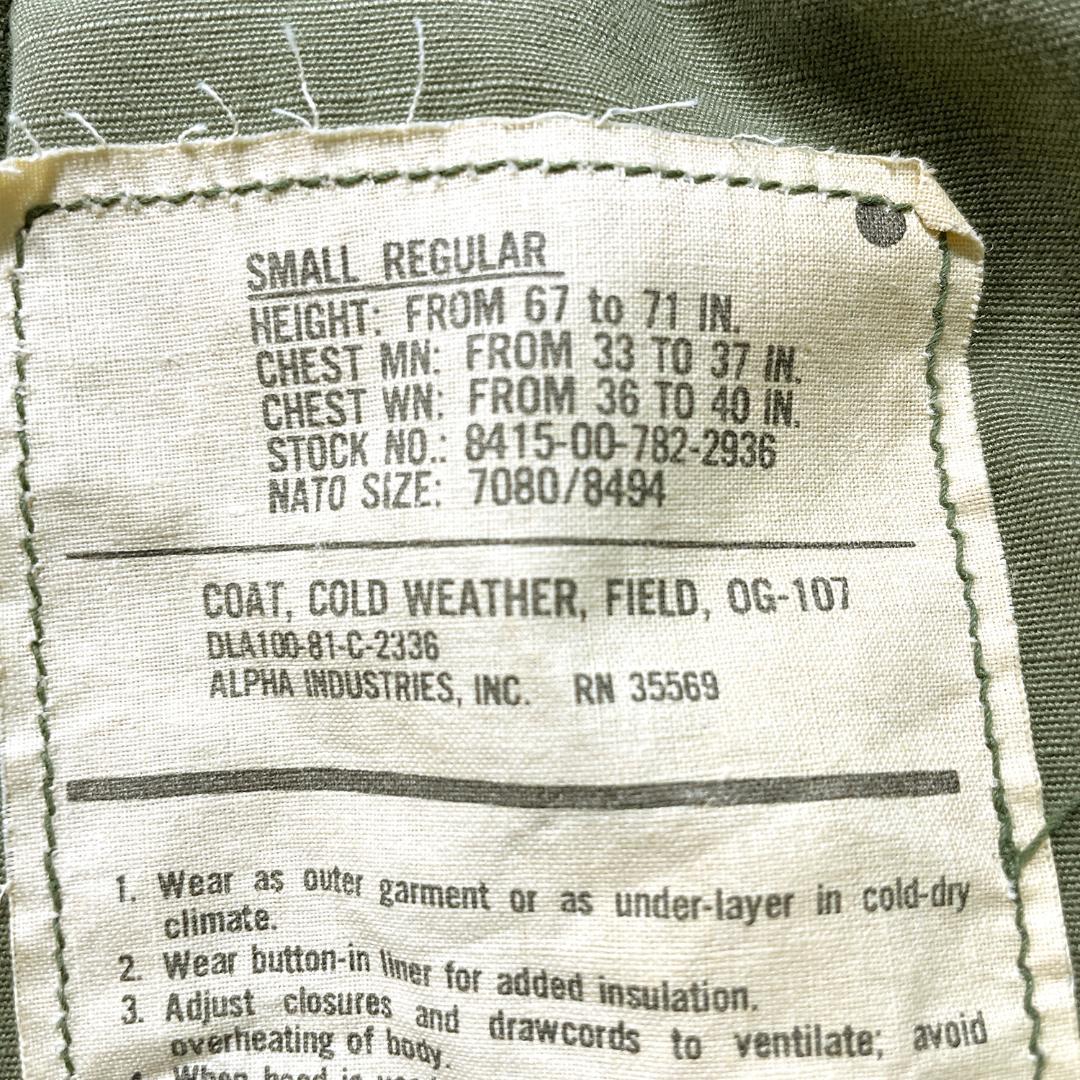 SMALL REGULAR
HEIGHT: FROM 67 to 71 IN.
CHEST MN: FROM 33 TO 37 IN.
CHEST WN: FROM 36 TO 40 IN.
STOCK NO.: 8415-00-782-2936
NATO SIZE: 7080/8494
COAT, COLD WEATHER, FIELD, OG-107
DLA100-81-C-2336
ALPHA INDUSTRIES, INC. RN 35569
1. Wear as outer garment or as under-layer in cold-dry
climate.
2. Wear button-in liner for added insulation.
3. Adjust closures and drawcords to ventilate; avoid
overheating of body.
When hood is